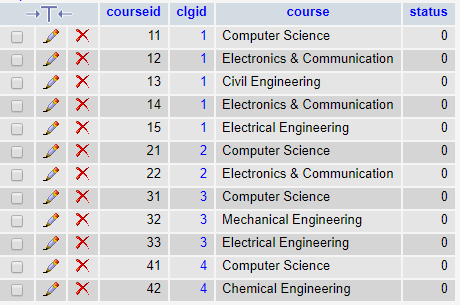 courseid clgid course status
11 1 Computer Science 0
12 1 Electronics & Communication 0
13 1 Civil Engineering 0
14 1 Electronics & Communication 0
15 1 Electrical Engineering 0
21 2 Computer Science 0
22 2 Electronics & Communication 0
31 3 Computer Science 0
32 3 Mechanical Engineering 0
33 3 Electrical Engineering 0
41 4 Computer Science 0
42 4 Chemical Engineering 0